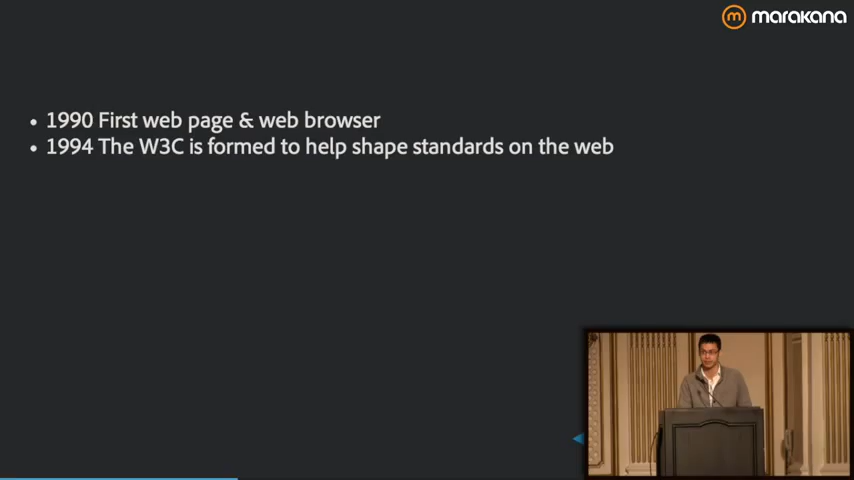 marakana
• 1990 First web page & web browser
• 1994 The W3C is formed to help shape standards on the web